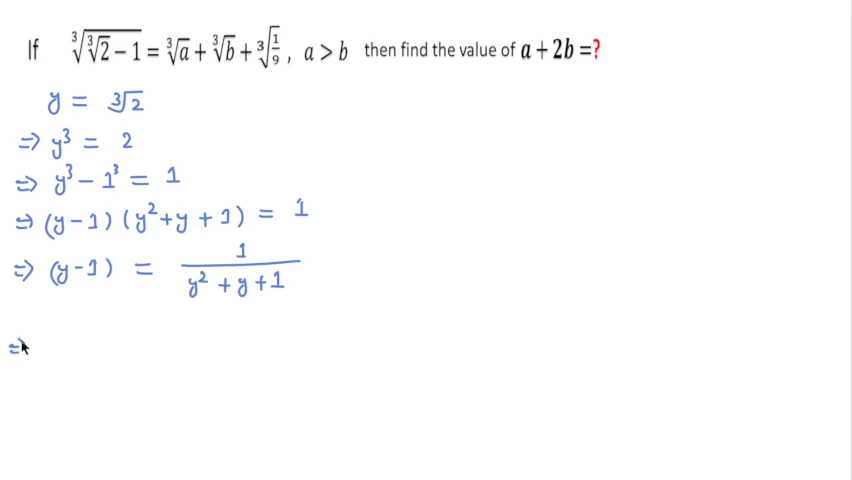 If ∛(∛2 − 1) = ∛a + ∛b + ∛(1/9) , a > b then find the value of a + 2b =?
y = ∛2
⇒ y³ = 2
⇒ y³ − 1³ = 1
⇒ (y − 1) (y² + y + 1) = 1
⇒ (y − 1) = 1/(y² + y + 1)
⇒